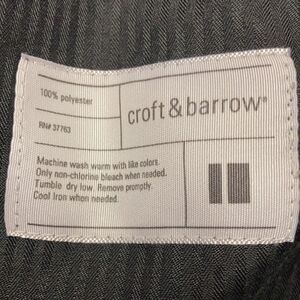 100% polyester
croft&barrow®
RN# 37763
Machine wash warm with like colors.
Only non-chlorine bleach when needed.
Tumble dry low. Remove promptly.
Cool Iron when needed.